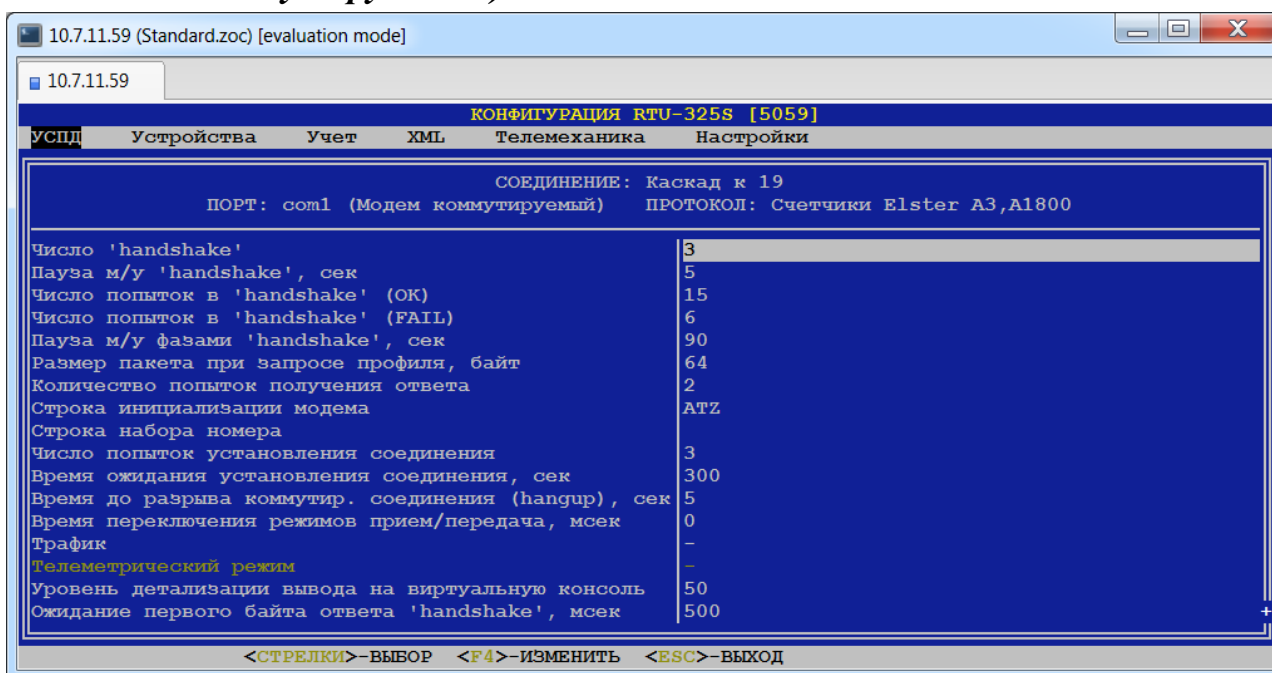 10.7.11.59 (Standard.zoc) [evaluation mode]
10.7.11.59
КОНФИГУРАЦИЯ RTU-325S [5059]
УСПД Устройства Учет XML Телемеханика Настройки
СОЕДИНЕНИЕ: Каскад к 19
ПОРТ: com1 (Модем коммутируемый) ПРОТОКОЛ: Счетчики Elster A3,A1800
Число 'handshake' 3
Пауза м/у 'handshake', сек 5
Число попыток в 'handshake' (OK) 15
Число попыток в 'handshake' (FAIL) 6
Пауза м/у фазами 'handshake', сек 90
Размер пакета при запросе профиля, байт 64
Количество попыток получения ответа 2
Строка инициализации модема ATZ
Строка набора номера
Число попыток установления соединения 3
Время ожидания установления соединения, сек 300
Время до разрыва коммутир. соединения (hangup), сек 5
Время переключения режимов прием/передача, мсек 0
Трафик -
Телеметрический режим -
Уровень детализации вывода на виртуальную консоль 50
Ожидание первого байта ответа 'handshake', мсек 500 +
<СТРЕЛКИ>-ВЫБОР <F4>-ИЗМЕНИТЬ <ESC>-ВЫХОД